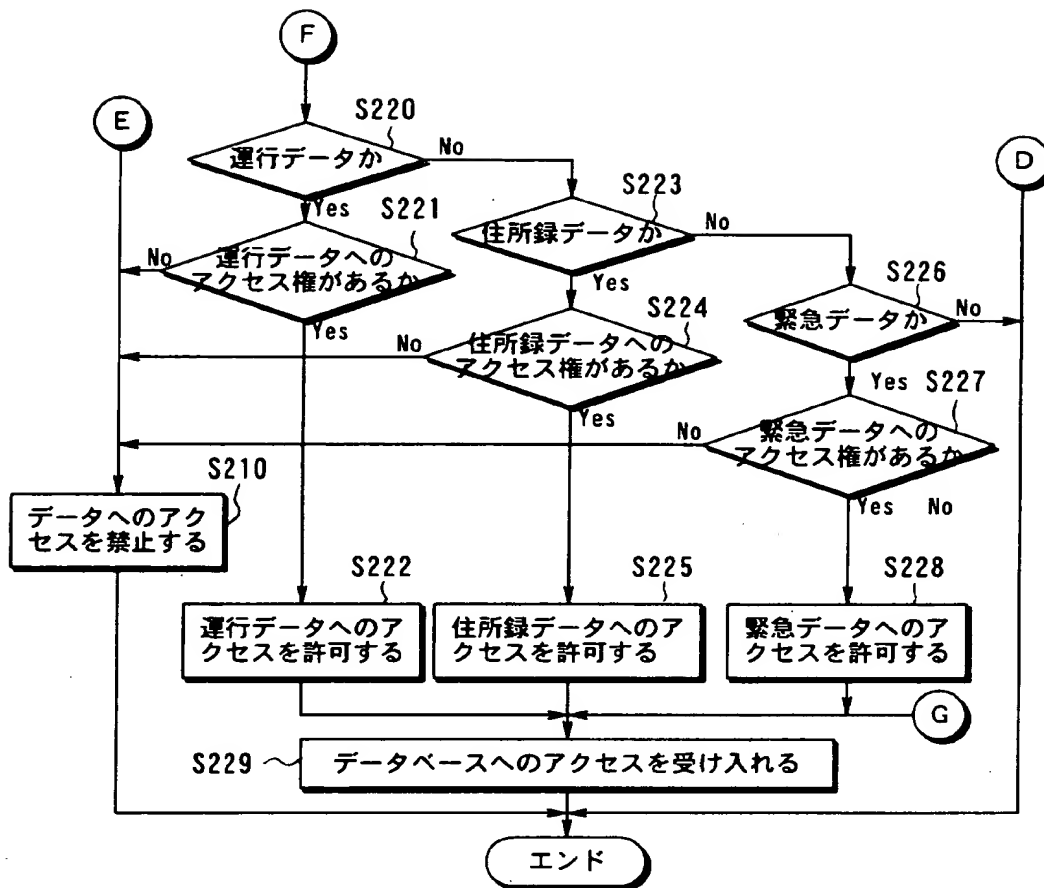 F
E
S220
D
運行データか
No
S223
Yes
S221
住所録データか
No
No
運行データへの
アクセス権があるか
Yes
S226
Yes
S224
緊急データか
No
No
住所録データへの
アクセス権があるか
Yes
S227
Yes
No
緊急データへの
アクセス権があるか
S210
Yes
No
データへのアク
セスを禁止する
S222
S225
S228
運行データへのア
クセスを許可する
住所録データへのア
クセスを許可する
緊急データへのア
クセスを許可する
G
S229
データベースへのアクセスを受け入れる
エンド